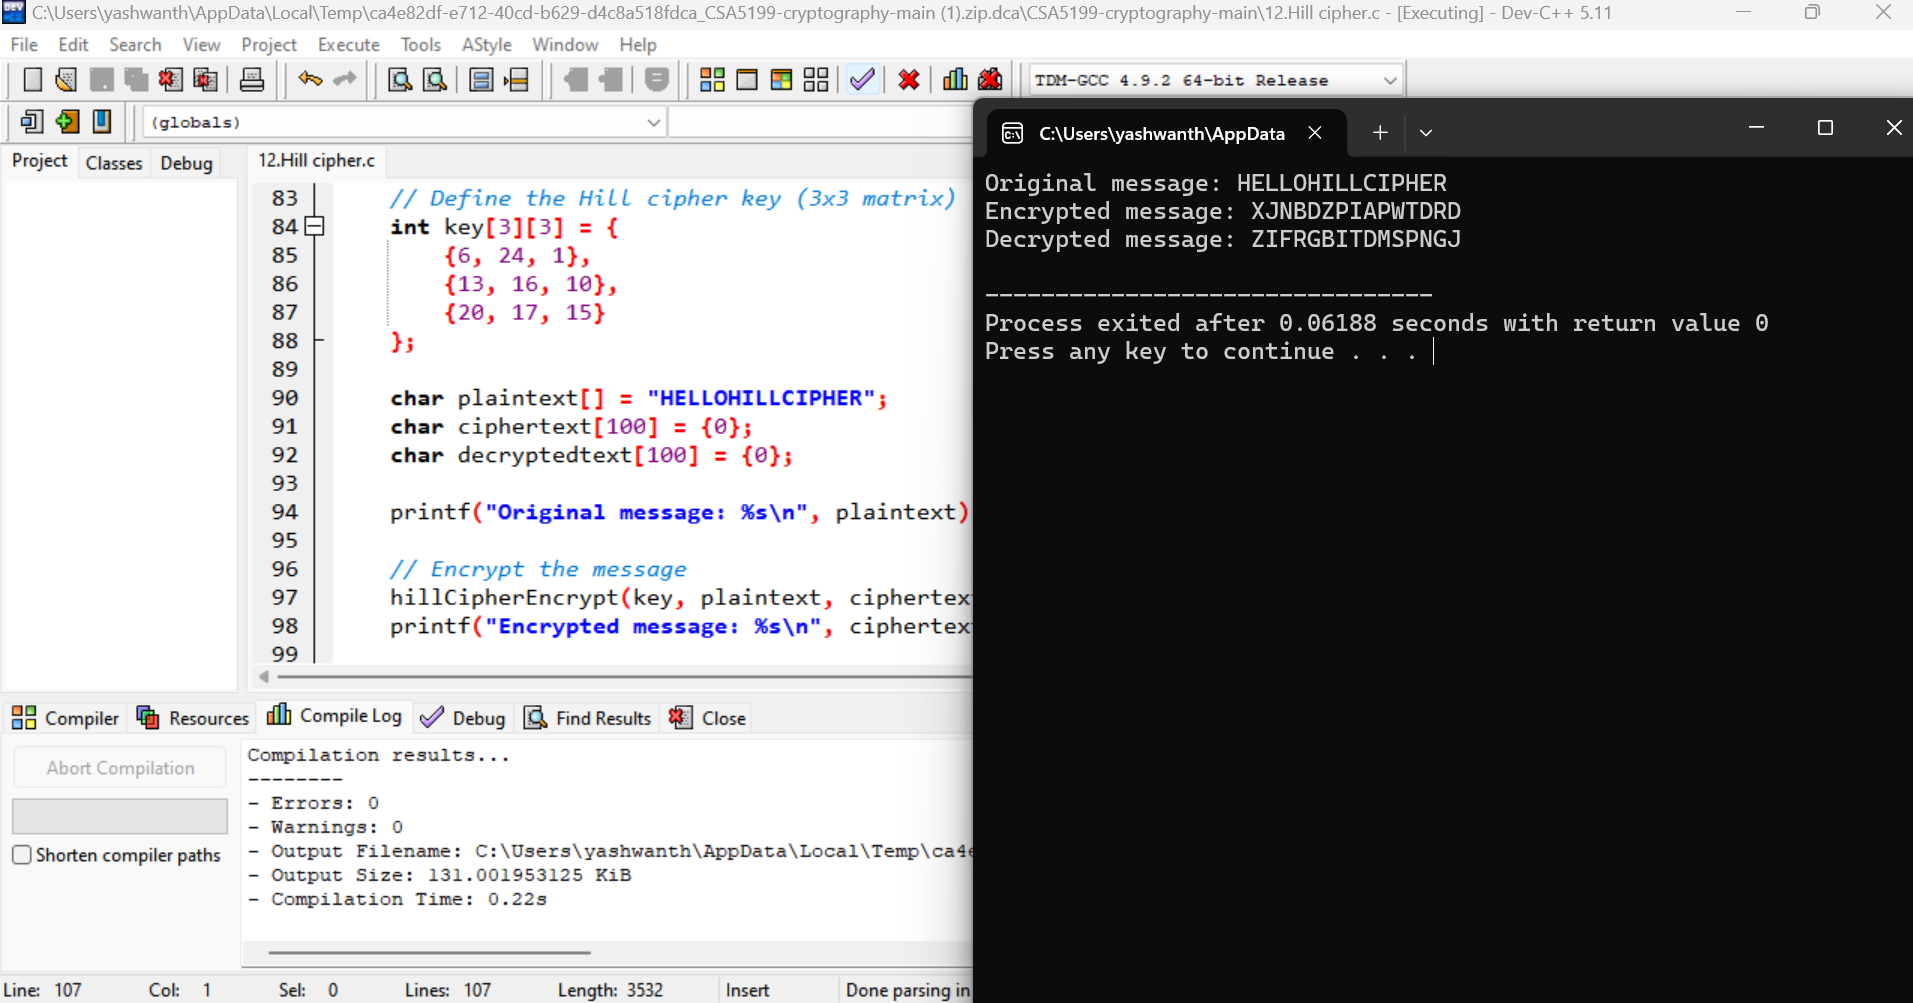 C:\Users\yashwanth\AppData\Local\Temp\ca4e82df-e712-40cd-b629-d4c8a518fdca_CSA5199-cryptography-main (1).zip.dca\CSA5199-cryptography-main\12.Hill cipher.c - [Executing] - Dev-C++ 5.11
File Edit Search View Project Execute Tools AStyle Window Help
TDM-GCC 4.9.2 64-bit Release
(globals)
Project Classes Debug
12.Hill cipher.c
83 // Define the Hill cipher key (3x3 matrix)
84 int key[3][3] = {
85 {6, 24, 1},
86 {13, 16, 10},
87 {20, 17, 15}
88 };
89
90 char plaintext[] = "HELLOHILLCIPHER";
91 char ciphertext[100] = {0};
92 char decryptedtext[100] = {0};
93
94 printf("Original message: %s\n", plaintext)
95
96 // Encrypt the message
97 hillCipherEncrypt(key, plaintext, ciphertex
98 printf("Encrypted message: %s\n", ciphertex
99
C:\Users\yashwanth\AppData
Original message: HELLOHILLCIPHER
Encrypted message: XJNBDZPIAPWTDRD
Decrypted message: ZIFRGBITDMSPNGJ
--------------------------------
Process exited after 0.06188 seconds with return value 0
Press any key to continue . . .
Compiler Resources Compile Log Debug Find Results Close
Abort Compilation
Shorten compiler paths
Compilation results...
--------
- Errors: 0
- Warnings: 0
- Output Filename: C:\Users\yashwanth\AppData\Local\Temp\ca4e
- Output Size: 131.001953125 KiB
- Compilation Time: 0.22s
Line: 107 Col: 1 Sel: 0 Lines: 107 Length: 3532 Insert Done parsing in